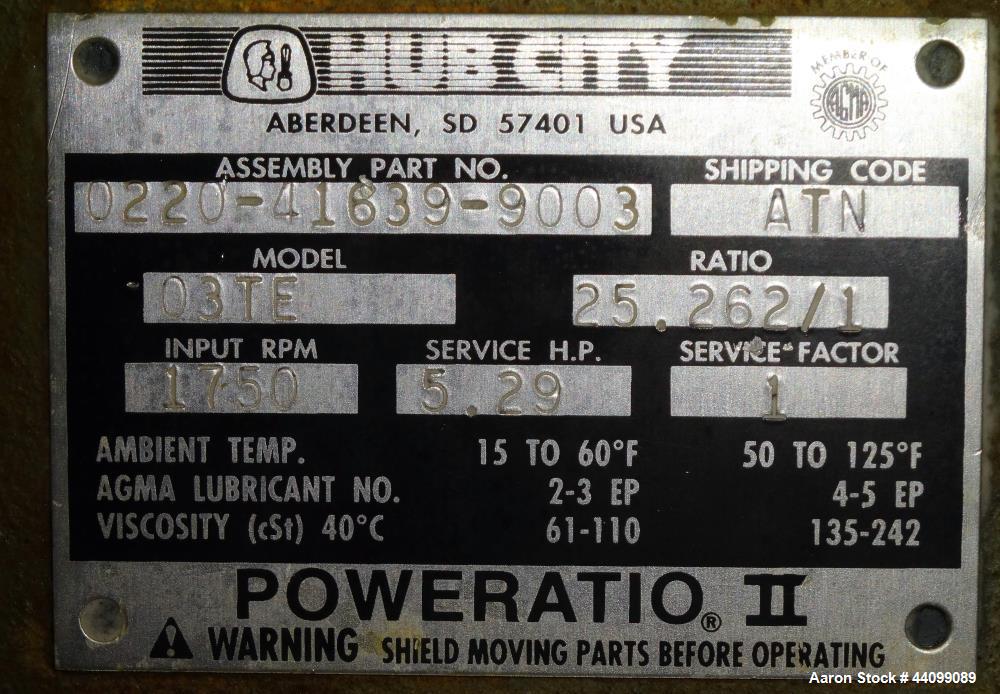 HUB CITY
MEMBER OF
AGMA
ABERDEEN, SD 57401 USA
ASSEMBLY PART NO. SHIPPING CODE
0220-41639-9003 ATN
MODEL RATIO
03TE 25.262/1
INPUT RPM SERVICE H.P. SERVICE FACTOR
1750 5.29 1
AMBIENT TEMP. 15 TO 60°F 50 TO 125°F
AGMA LUBRICANT NO. 2-3 EP 4-5 EP
VISCOSITY (cSt) 40°C 61-110 135-242
POWERATIO® II
WARNING SHIELD MOVING PARTS BEFORE OPERATING
Aaron Stock # 44099089